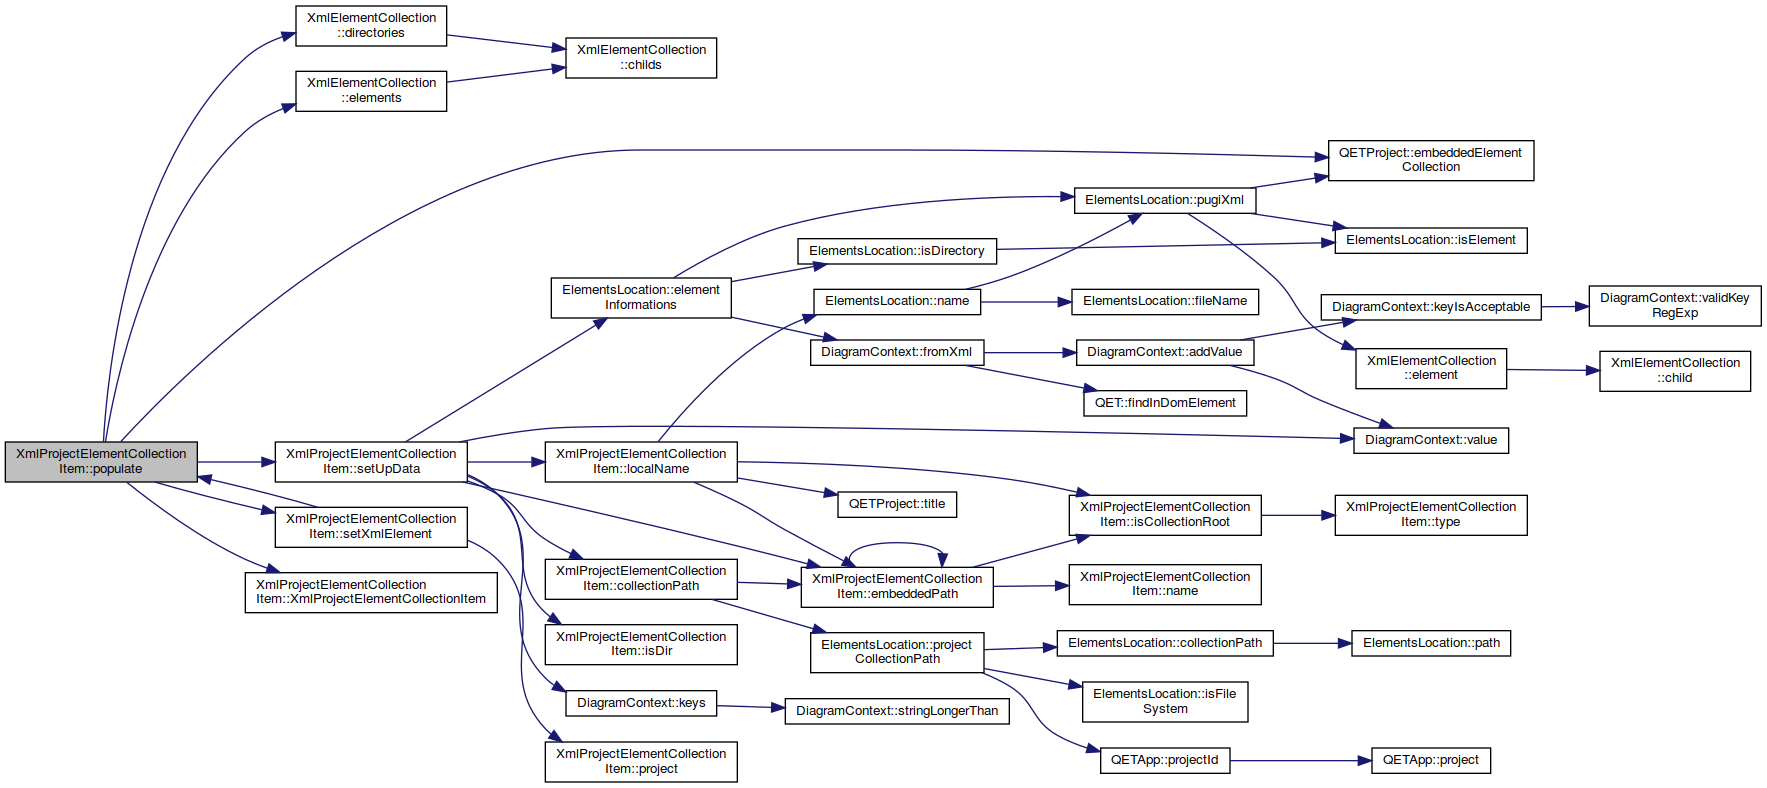 XmlElementCollection
::directories
XmlElementCollection
::childs
XmlElementCollection
::elements
QETProject::embeddedElement
Collection
ElementsLocation::pugiXml
ElementsLocation::isElement
ElementsLocation::isDirectory
ElementsLocation::element
Informations
ElementsLocation::name
ElementsLocation::fileName
DiagramContext::keyIsAcceptable
DiagramContext::validKey
RegExp
DiagramContext::fromXml
DiagramContext::addValue
XmlElementCollection
::element
XmlElementCollection
::child
QET::findInDomElement
DiagramContext::value
XmlProjectElementCollection
Item::populate
XmlProjectElementCollection
Item::setUpData
XmlProjectElementCollection
Item::localName
QETProject::title
XmlProjectElementCollection
Item::isCollectionRoot
XmlProjectElementCollection
Item::type
XmlProjectElementCollection
Item::setXmlElement
XmlProjectElementCollection
Item::XmlProjectElementCollectionItem
XmlProjectElementCollection
Item::collectionPath
XmlProjectElementCollection
Item::embeddedPath
XmlProjectElementCollection
Item::name
XmlProjectElementCollection
Item::isDir
ElementsLocation::project
CollectionPath
ElementsLocation::collectionPath
ElementsLocation::path
ElementsLocation::isFile
System
DiagramContext::keys
DiagramContext::stringLongerThan
XmlProjectElementCollection
Item::project
QETApp::projectId
QETApp::project